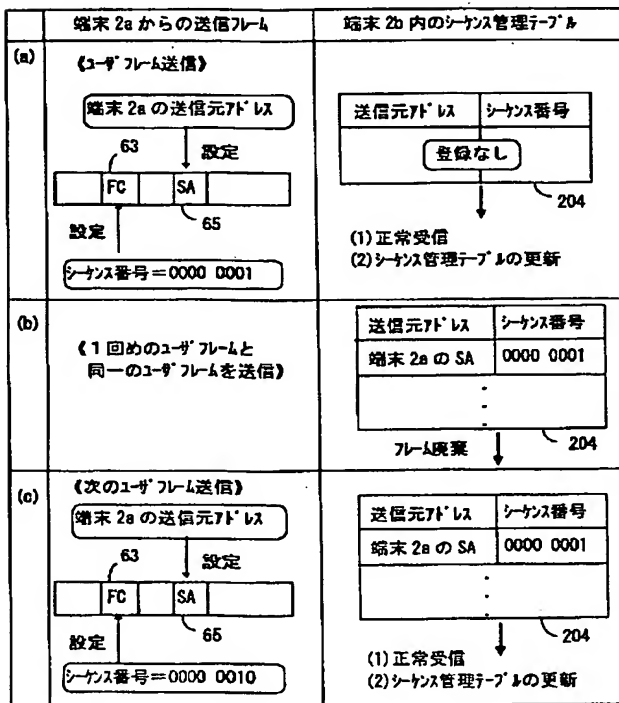 端末 2a からの送信フレーム
端末 2b 内のシーケンス管理テーブル
(a)
《ユーザフレーム送信》
端末 2a の送信元アドレス
63
設定
FC
SA
65
設定
シーケンス番号=0000 0001
送信元アドレス
シーケンス番号
登録なし
204
(1) 正常受信
(2) シーケンス管理テーブルの更新
(b)
《1回めのユーザフレームと
同一のユーザフレームを送信》
送信元アドレス
シーケンス番号
端末 2a の SA
0000 0001
フレーム廃棄
204
(c)
《次のユーザフレーム送信》
端末 2a の送信元アドレス
63
設定
FC
SA
65
設定
シーケンス番号=0000 0010
送信元アドレス
シーケンス番号
端末 2a の SA
0000 0001
204
(1) 正常受信
(2) シーケンス管理テーブルの更新